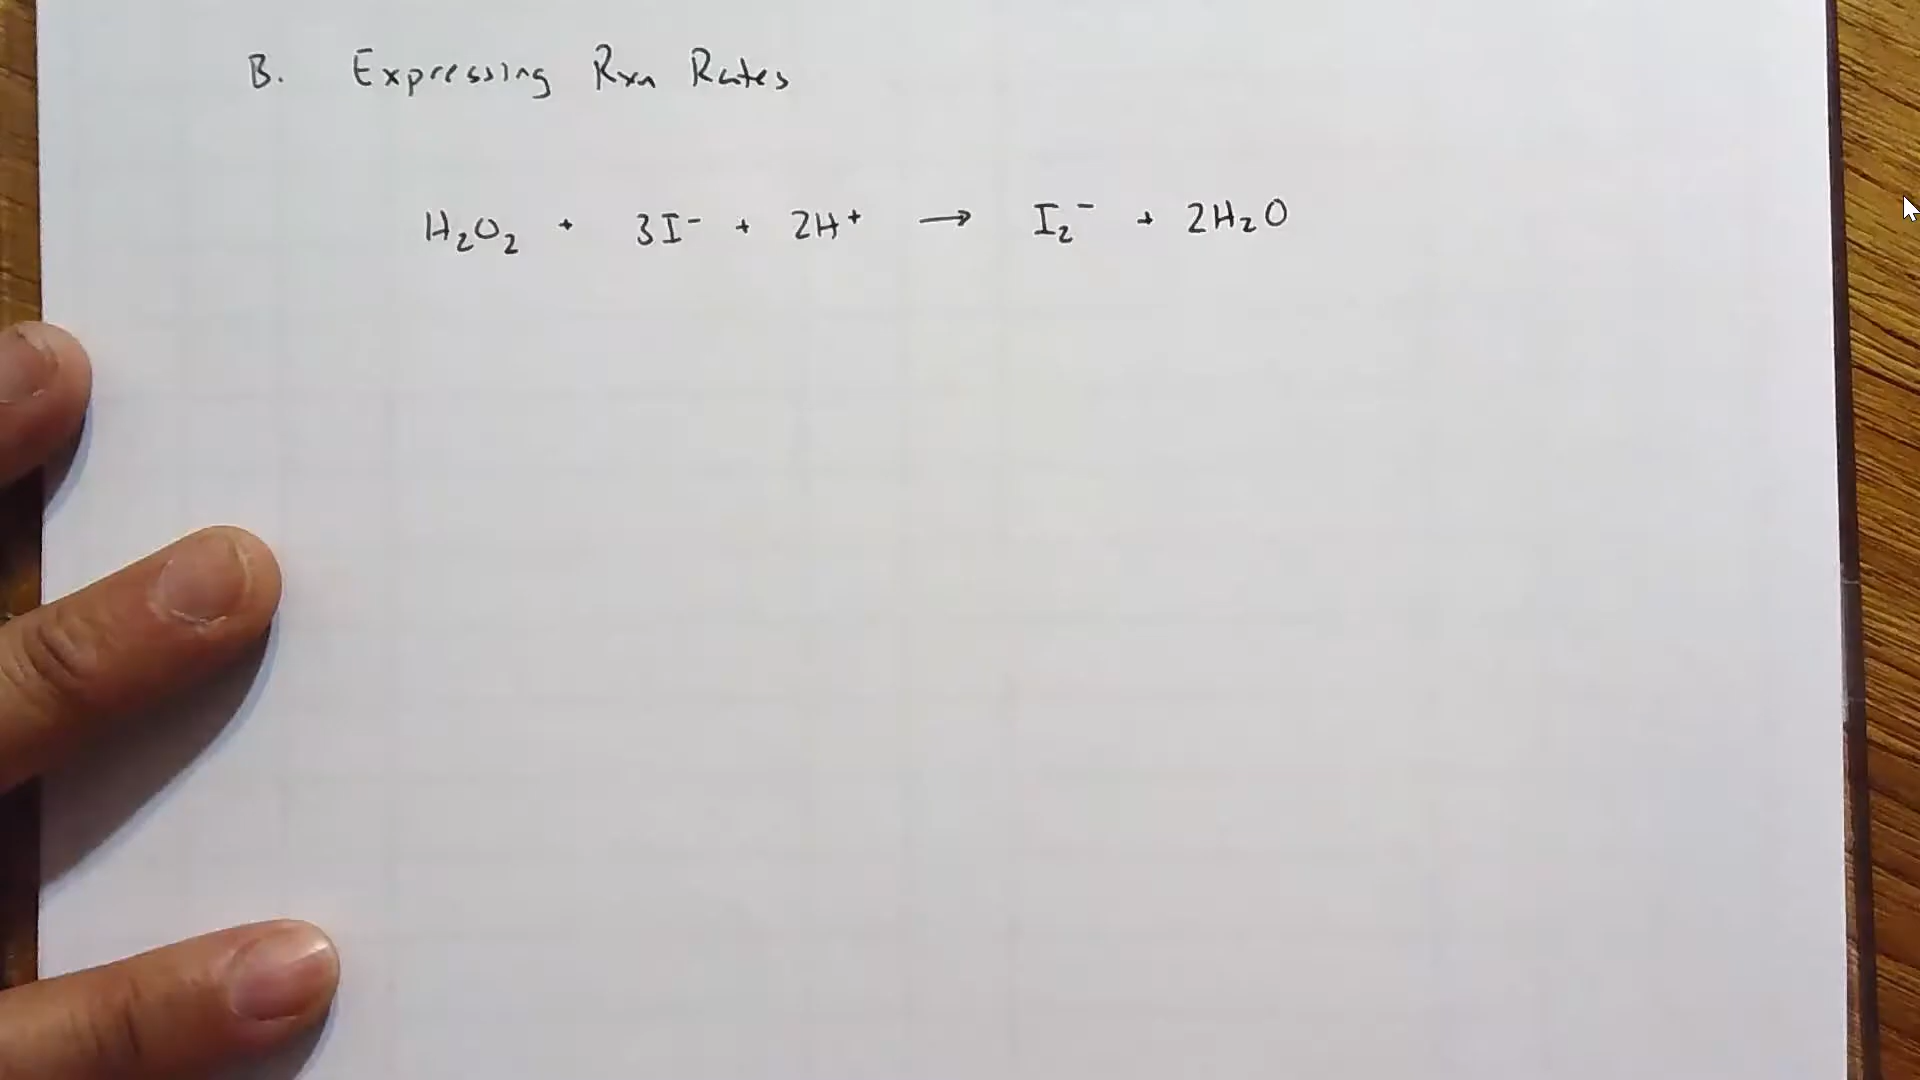 B. Expressing Rxn Rates
H₂O₂ + 3I⁻ + 2H⁺ → I₂⁻ + 2H₂O